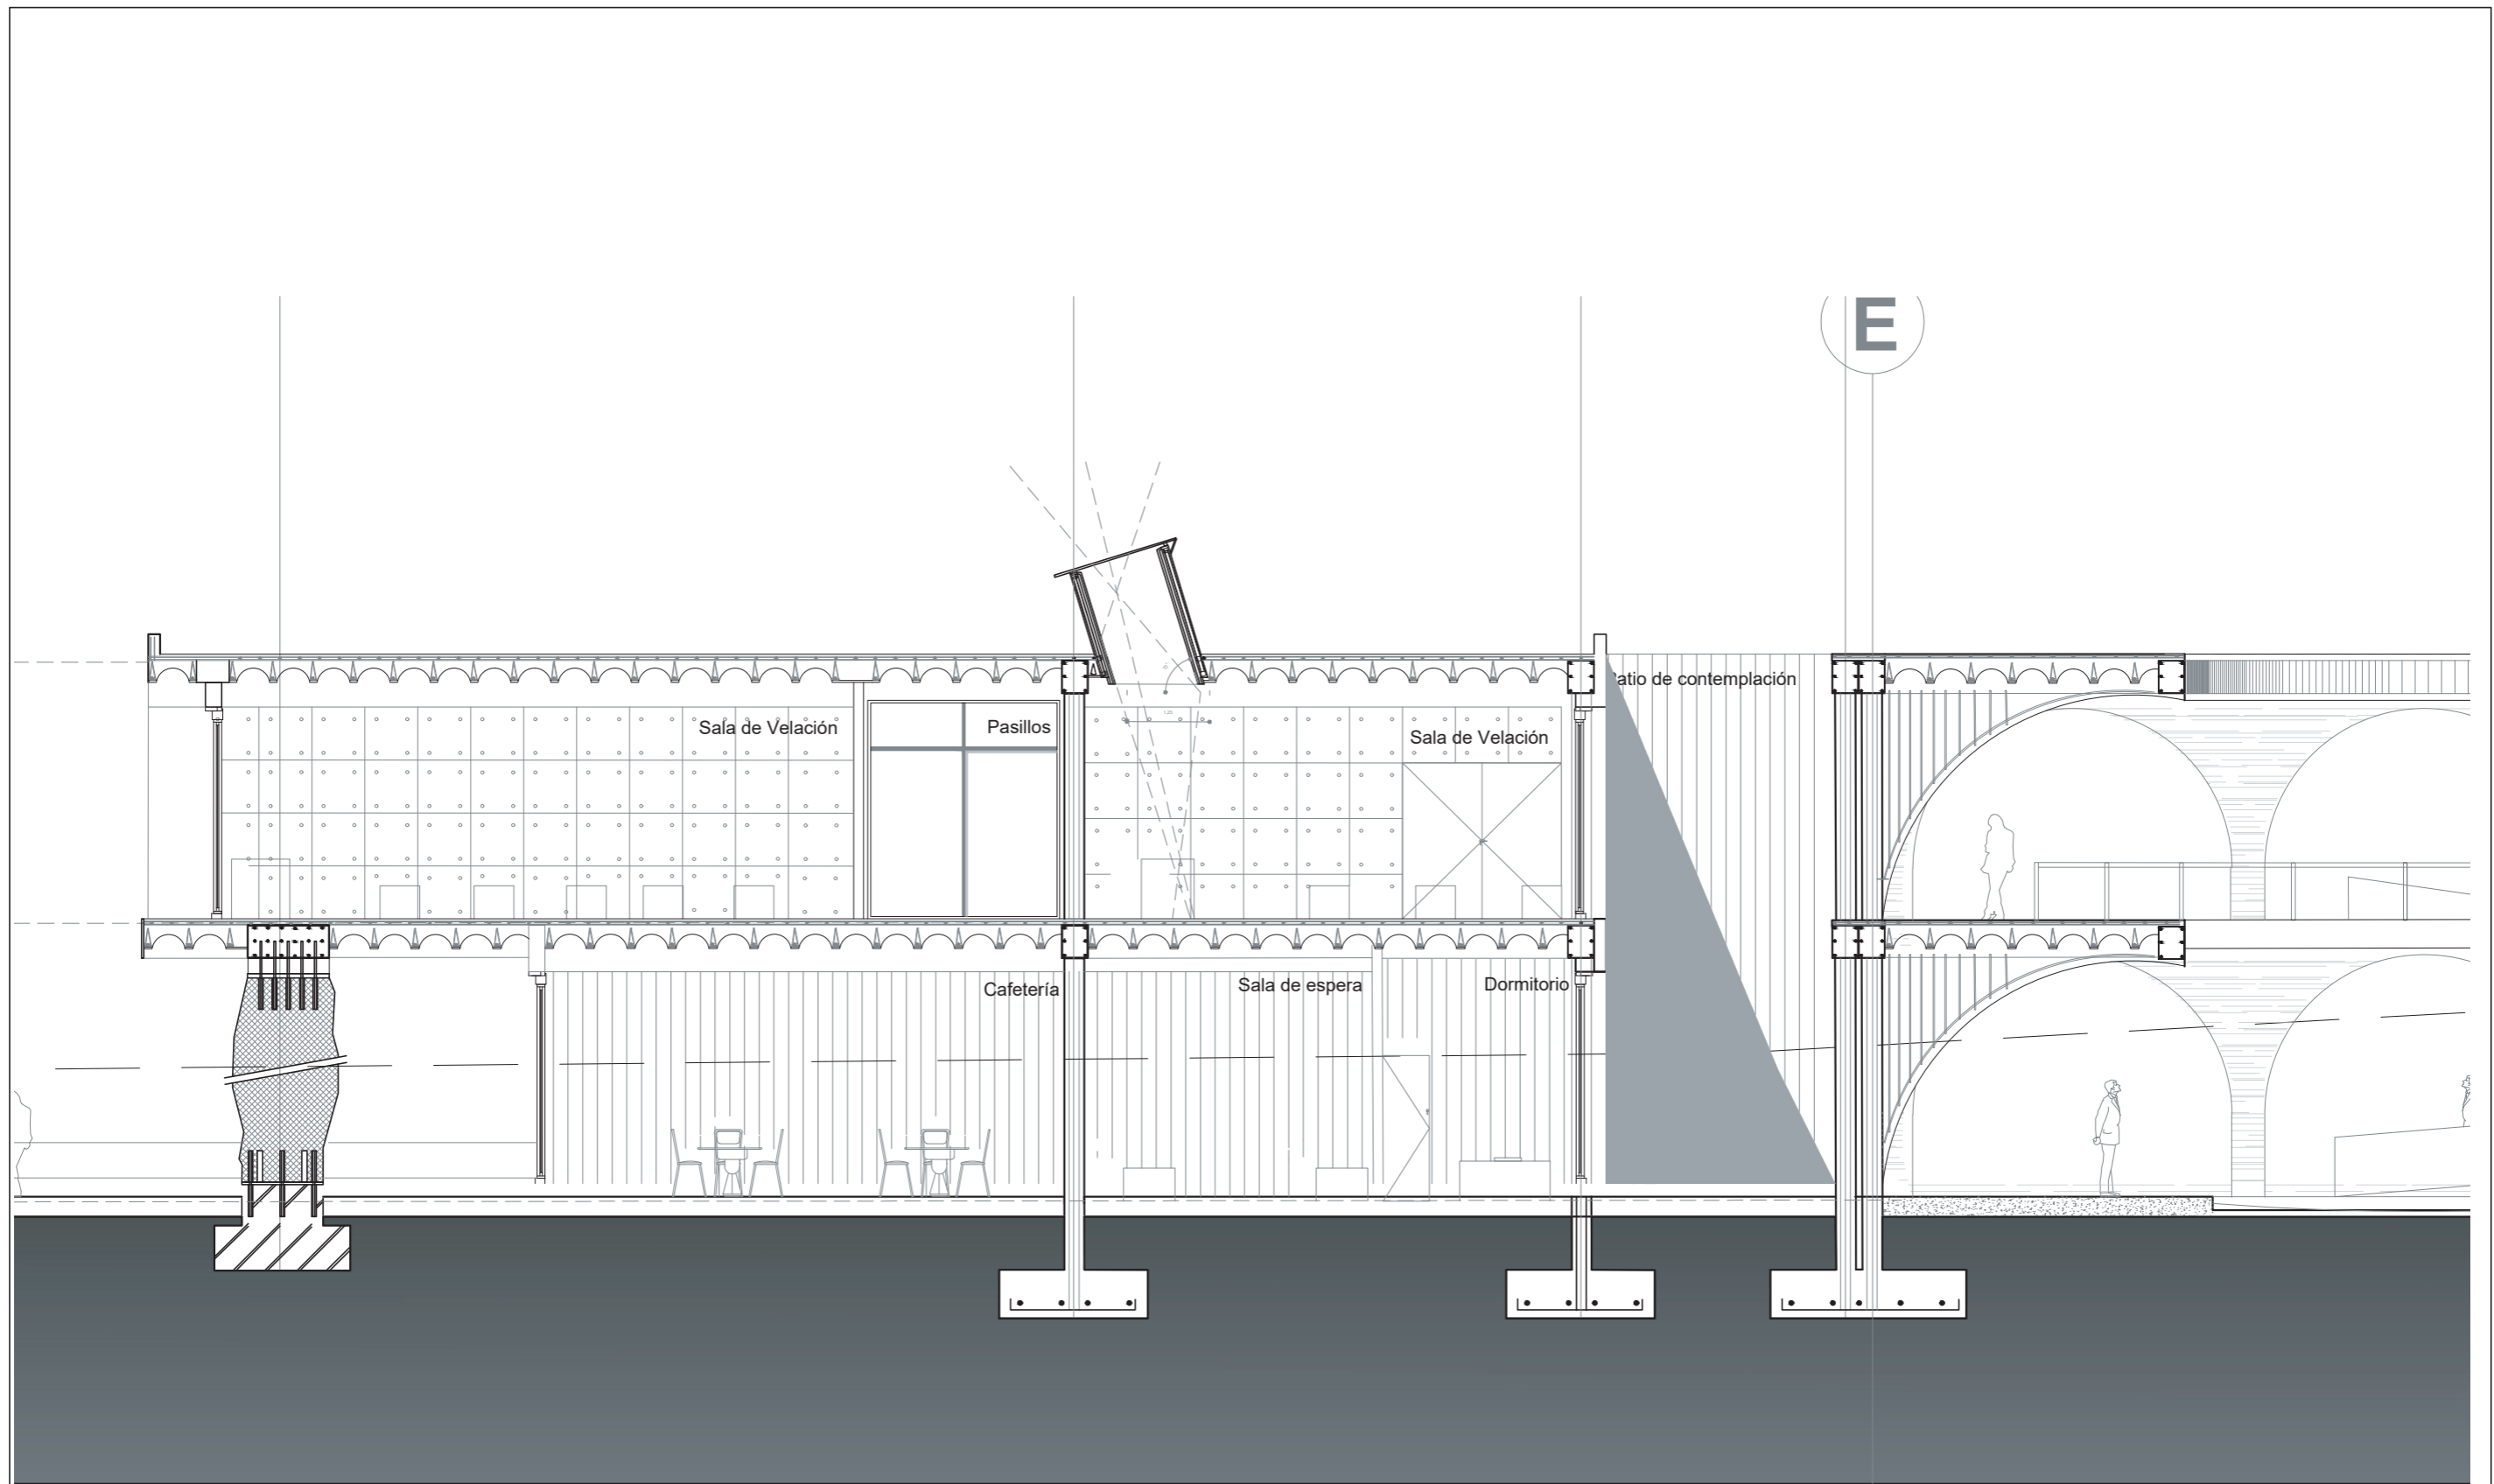 E
Patio de contemplación
Sala de Velación
Pasillos
Sala de Velación
Cafetería
Sala de espera
Dormitorio